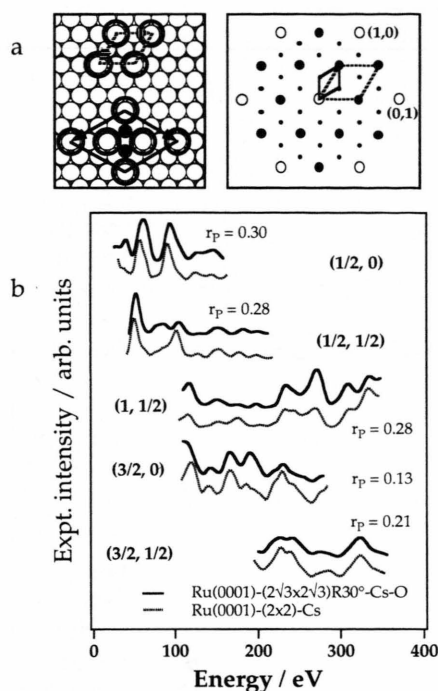 a
(1,0)
(0,1)
b
Expt. intensity / arb. units
r_P = 0.30
(1/2, 0)
r_P = 0.28
(1/2, 1/2)
(1, 1/2)
r_P = 0.28
(3/2, 0)
r_P = 0.13
r_P = 0.21
(3/2, 1/2)
Ru(0001)-(2√3x2√3)R30°-Cs-O
Ru(0001)-(2x2)-Cs
0 100 200 300 400
Energy / eV